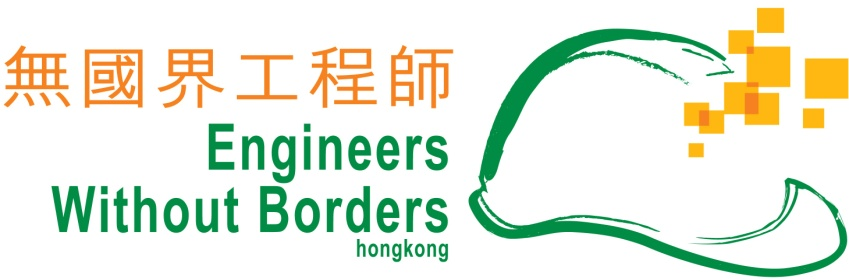 無國界工程師
Engineers
Without Borders
hongkong